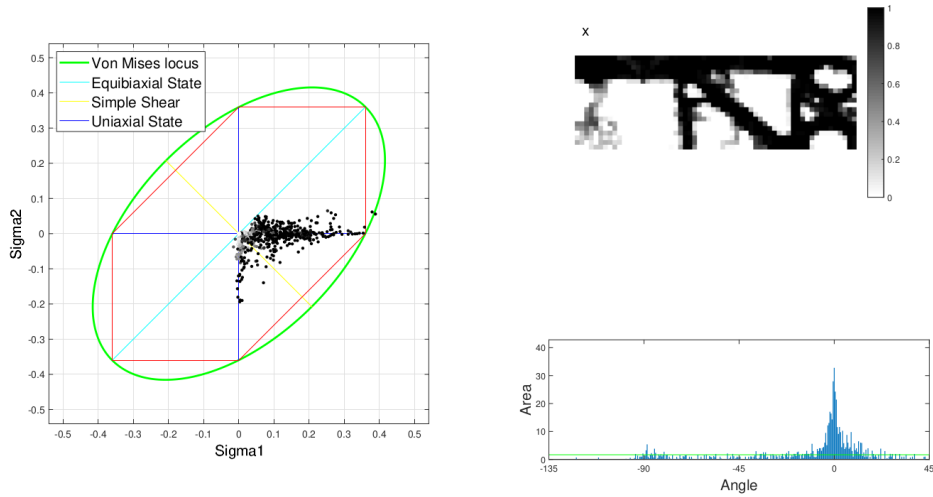 Von Mises locus
Equibiaxial State
Simple Shear
Uniaxial State
0.5
0.4
0.3
0.2
0.1
0
-0.1
-0.2
-0.3
-0.4
-0.5
Sigma2
-0.5 -0.4 -0.3 -0.2 -0.1 0 0.1 0.2 0.3 0.4 0.5
Sigma1
x
1
0.8
0.6
0.4
0.2
0
40
30
20
10
0
Area
-135 -90 -45 0 45
Angle